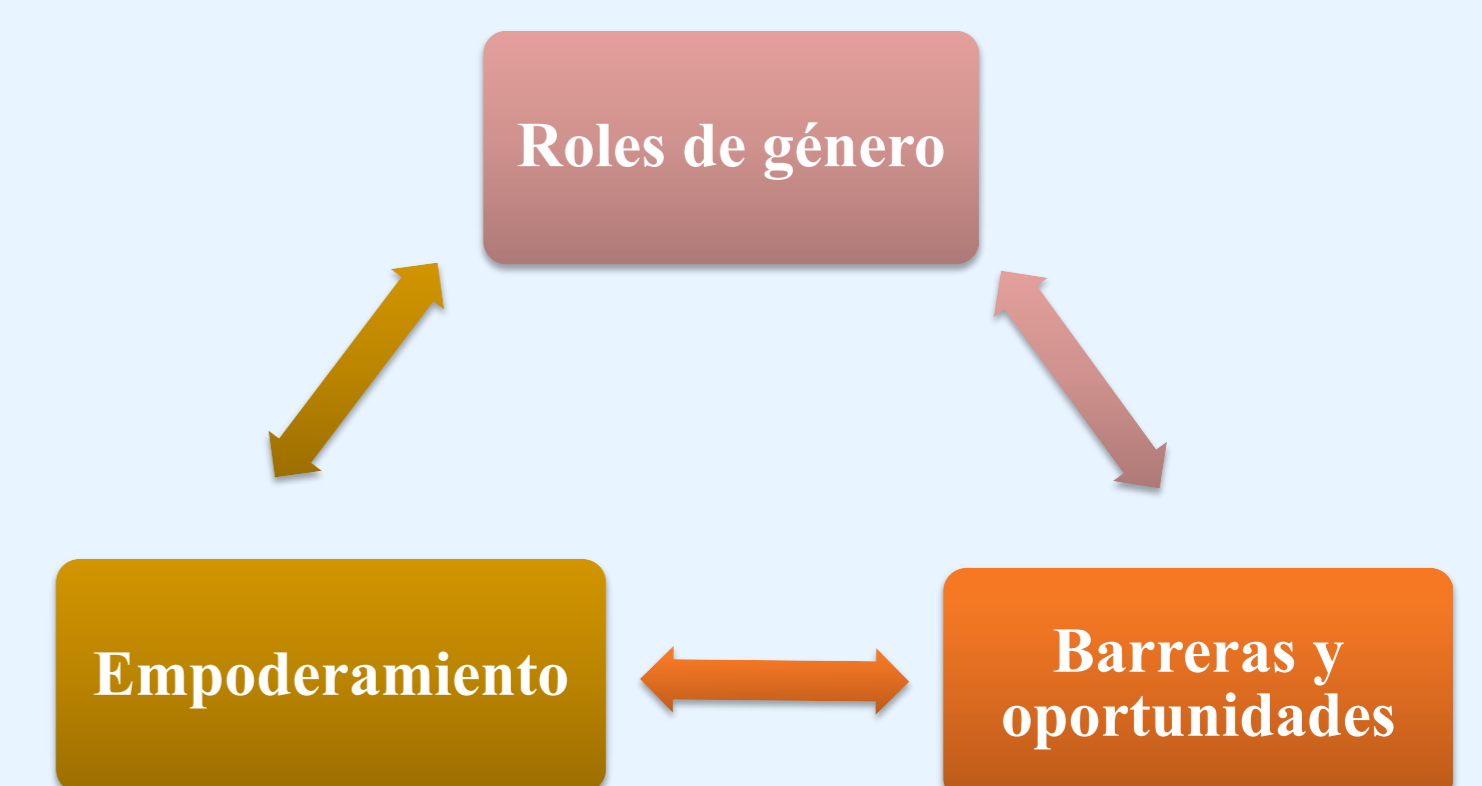 Roles de género
Empoderamiento
Barreras y
oportunidades